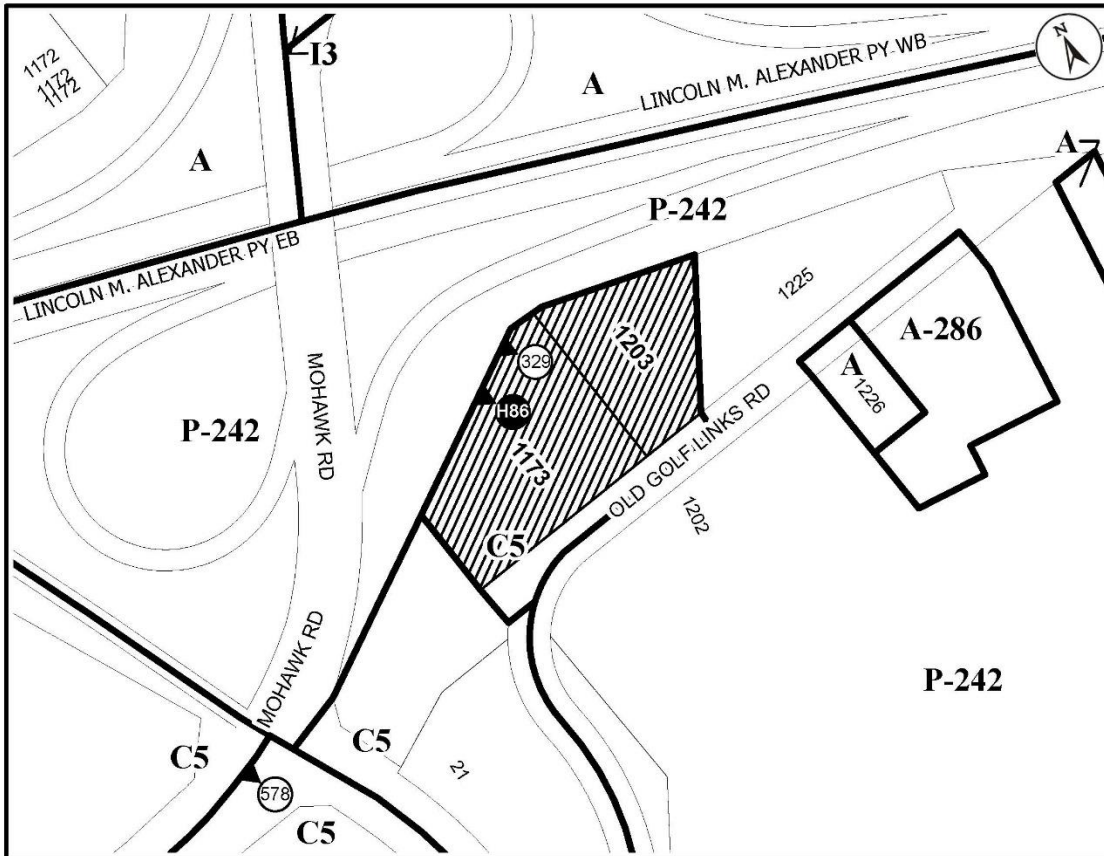 1172
1172
1172
I3
N
A
LINCOLN M. ALEXANDER PY WB
A
A
P-242
LINCOLN M. ALEXANDER PY EB
1225
A-286
MOHAWK RD
329
1203
A
1226
H86
P-242
1173
OLD GOLF LINKS RD
1202
C5
MOHAWK RD
P-242
C5
C5
21
578
C5